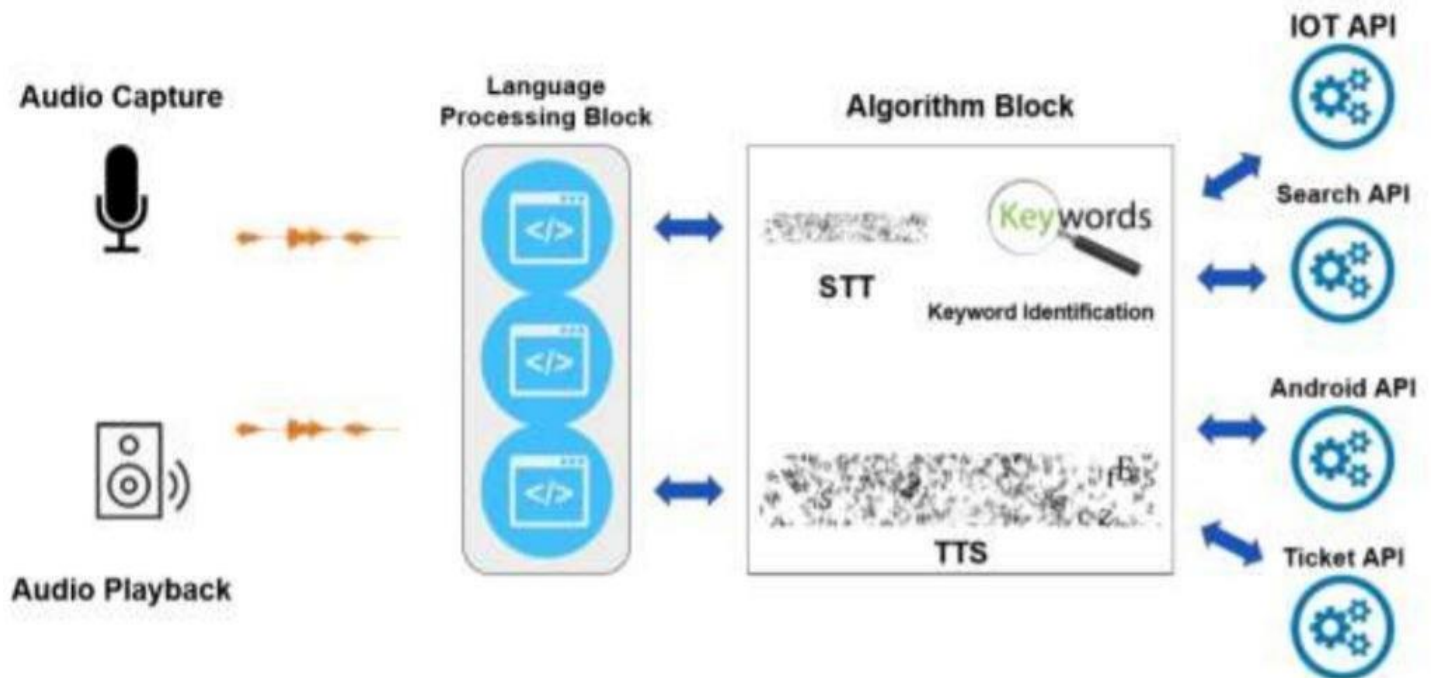 IOT API
Audio Capture
Language
Processing Block
Algorithm Block
Search API
</>
Keywords
STT
Keyword Identification
</>
Android API
</>
TTS
Ticket API
Audio Playback